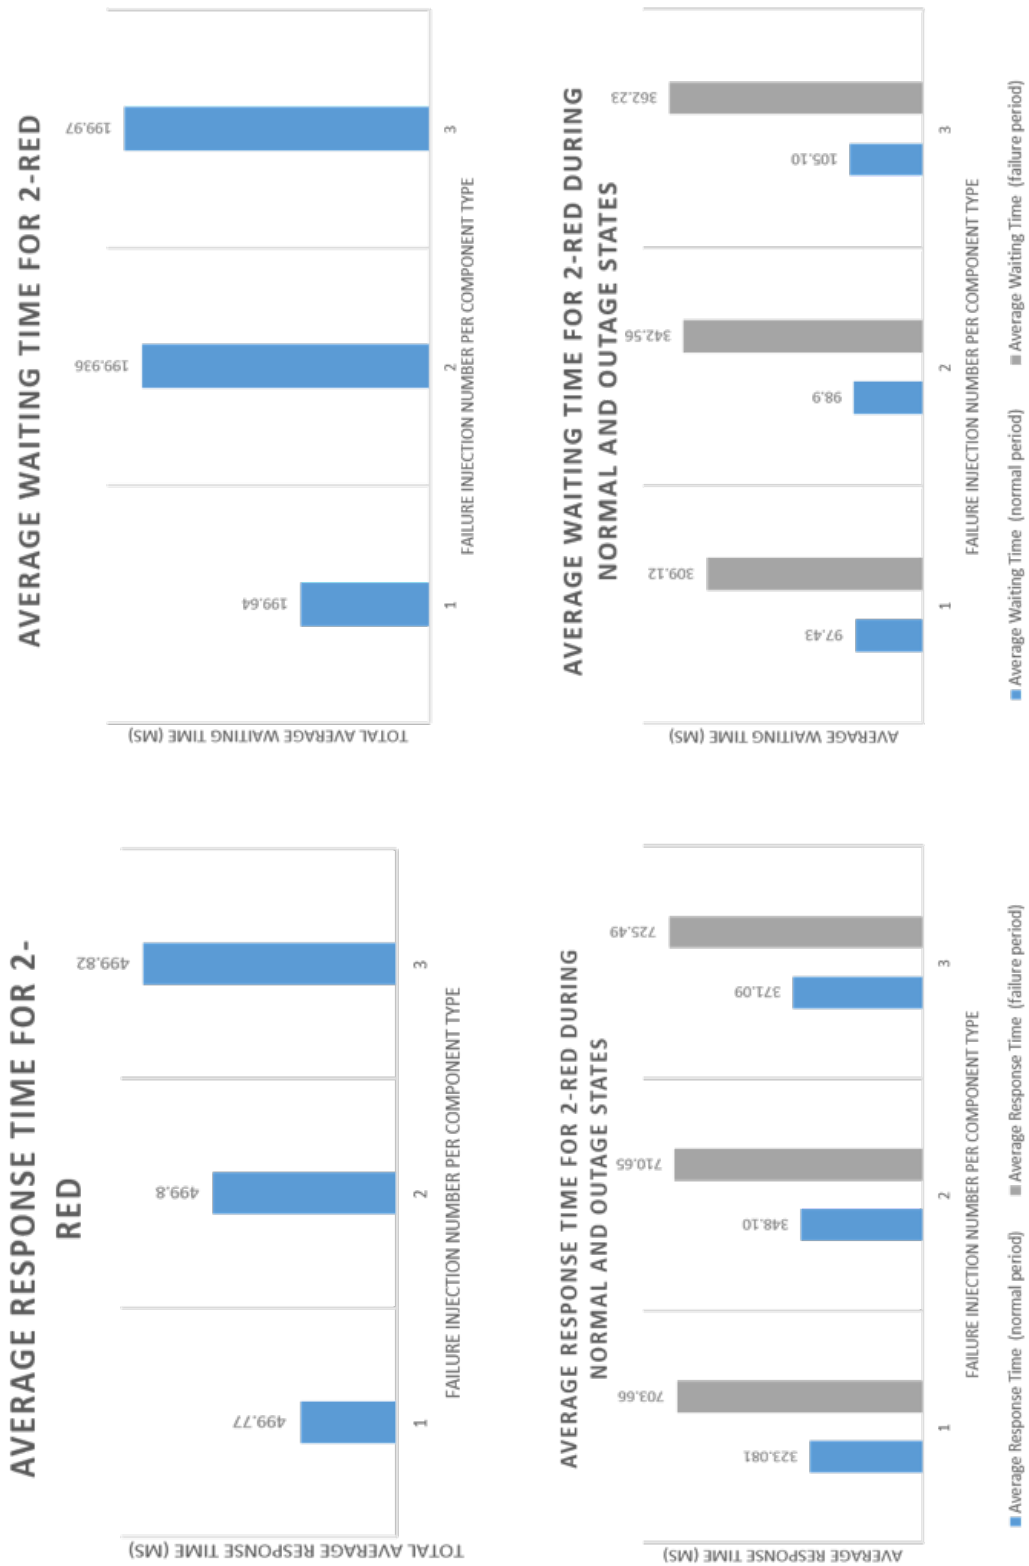 AVERAGE RESPONSE TIME FOR 2-
RED
TOTAL AVERAGE RESPONSE TIME (MS)
499.77
499.8
499.82
1
2
3
FAILURE INJECTION NUMBER PER COMPONENT TYPE
AVERAGE WAITING TIME FOR 2-RED
TOTAL AVERAGE WAITING TIME (MS)
199.64
199.936
199.97
1
2
3
FAILURE INJECTION NUMBER PER COMPONENT TYPE
AVERAGE RESPONSE TIME FOR 2-RED DURING
NORMAL AND OUTAGE STATES
AVERAGE RESPONSE TIME (MS)
323.081
703.66
348.10
710.65
371.09
725.49
1
2
3
FAILURE INJECTION NUMBER PER COMPONENT TYPE
Average Response Time (normal period)
Average Response Time (failure period)
AVERAGE WAITING TIME FOR 2-RED DURING
NORMAL AND OUTAGE STATES
AVERAGE WAITING TIME (MS)
97.43
309.12
98.9
342.56
105.10
362.23
1
2
3
FAILURE INJECTION NUMBER PER COMPONENT TYPE
Average Waiting Time (normal period)
Average Waiting Time (failure period)